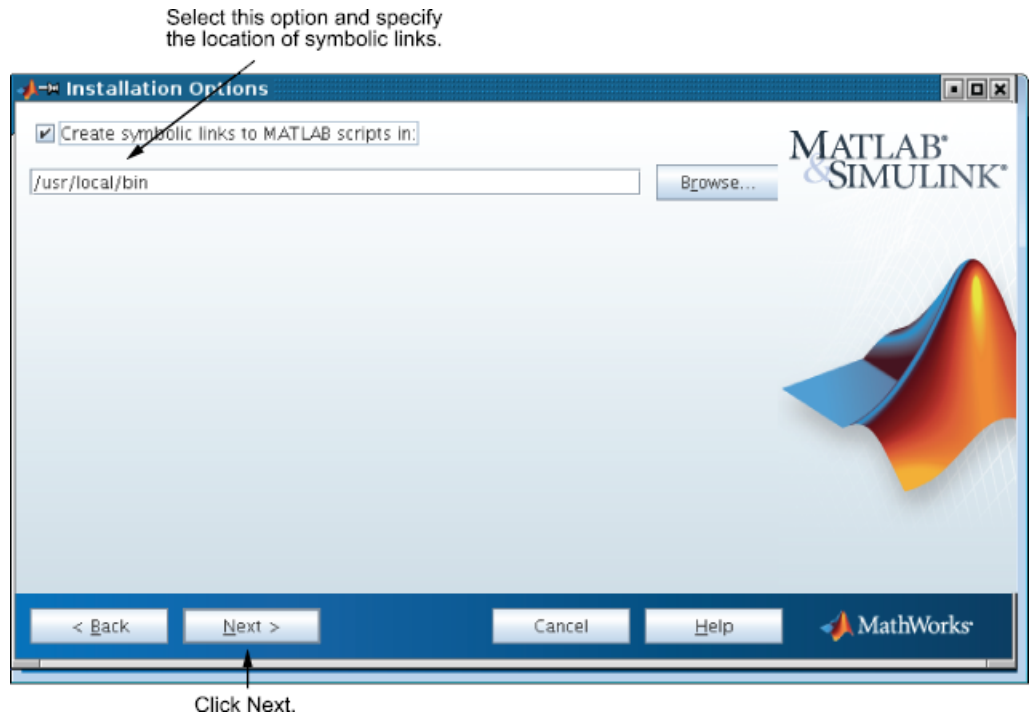 Select this option and specify
the location of symbolic links.
Installation Options
Create symbolic links to MATLAB scripts in:
/usr/local/bin
Browse...
MATLAB®
&SIMULINK®
< Back
Next >
Cancel
Help
MathWorks®
Click Next.